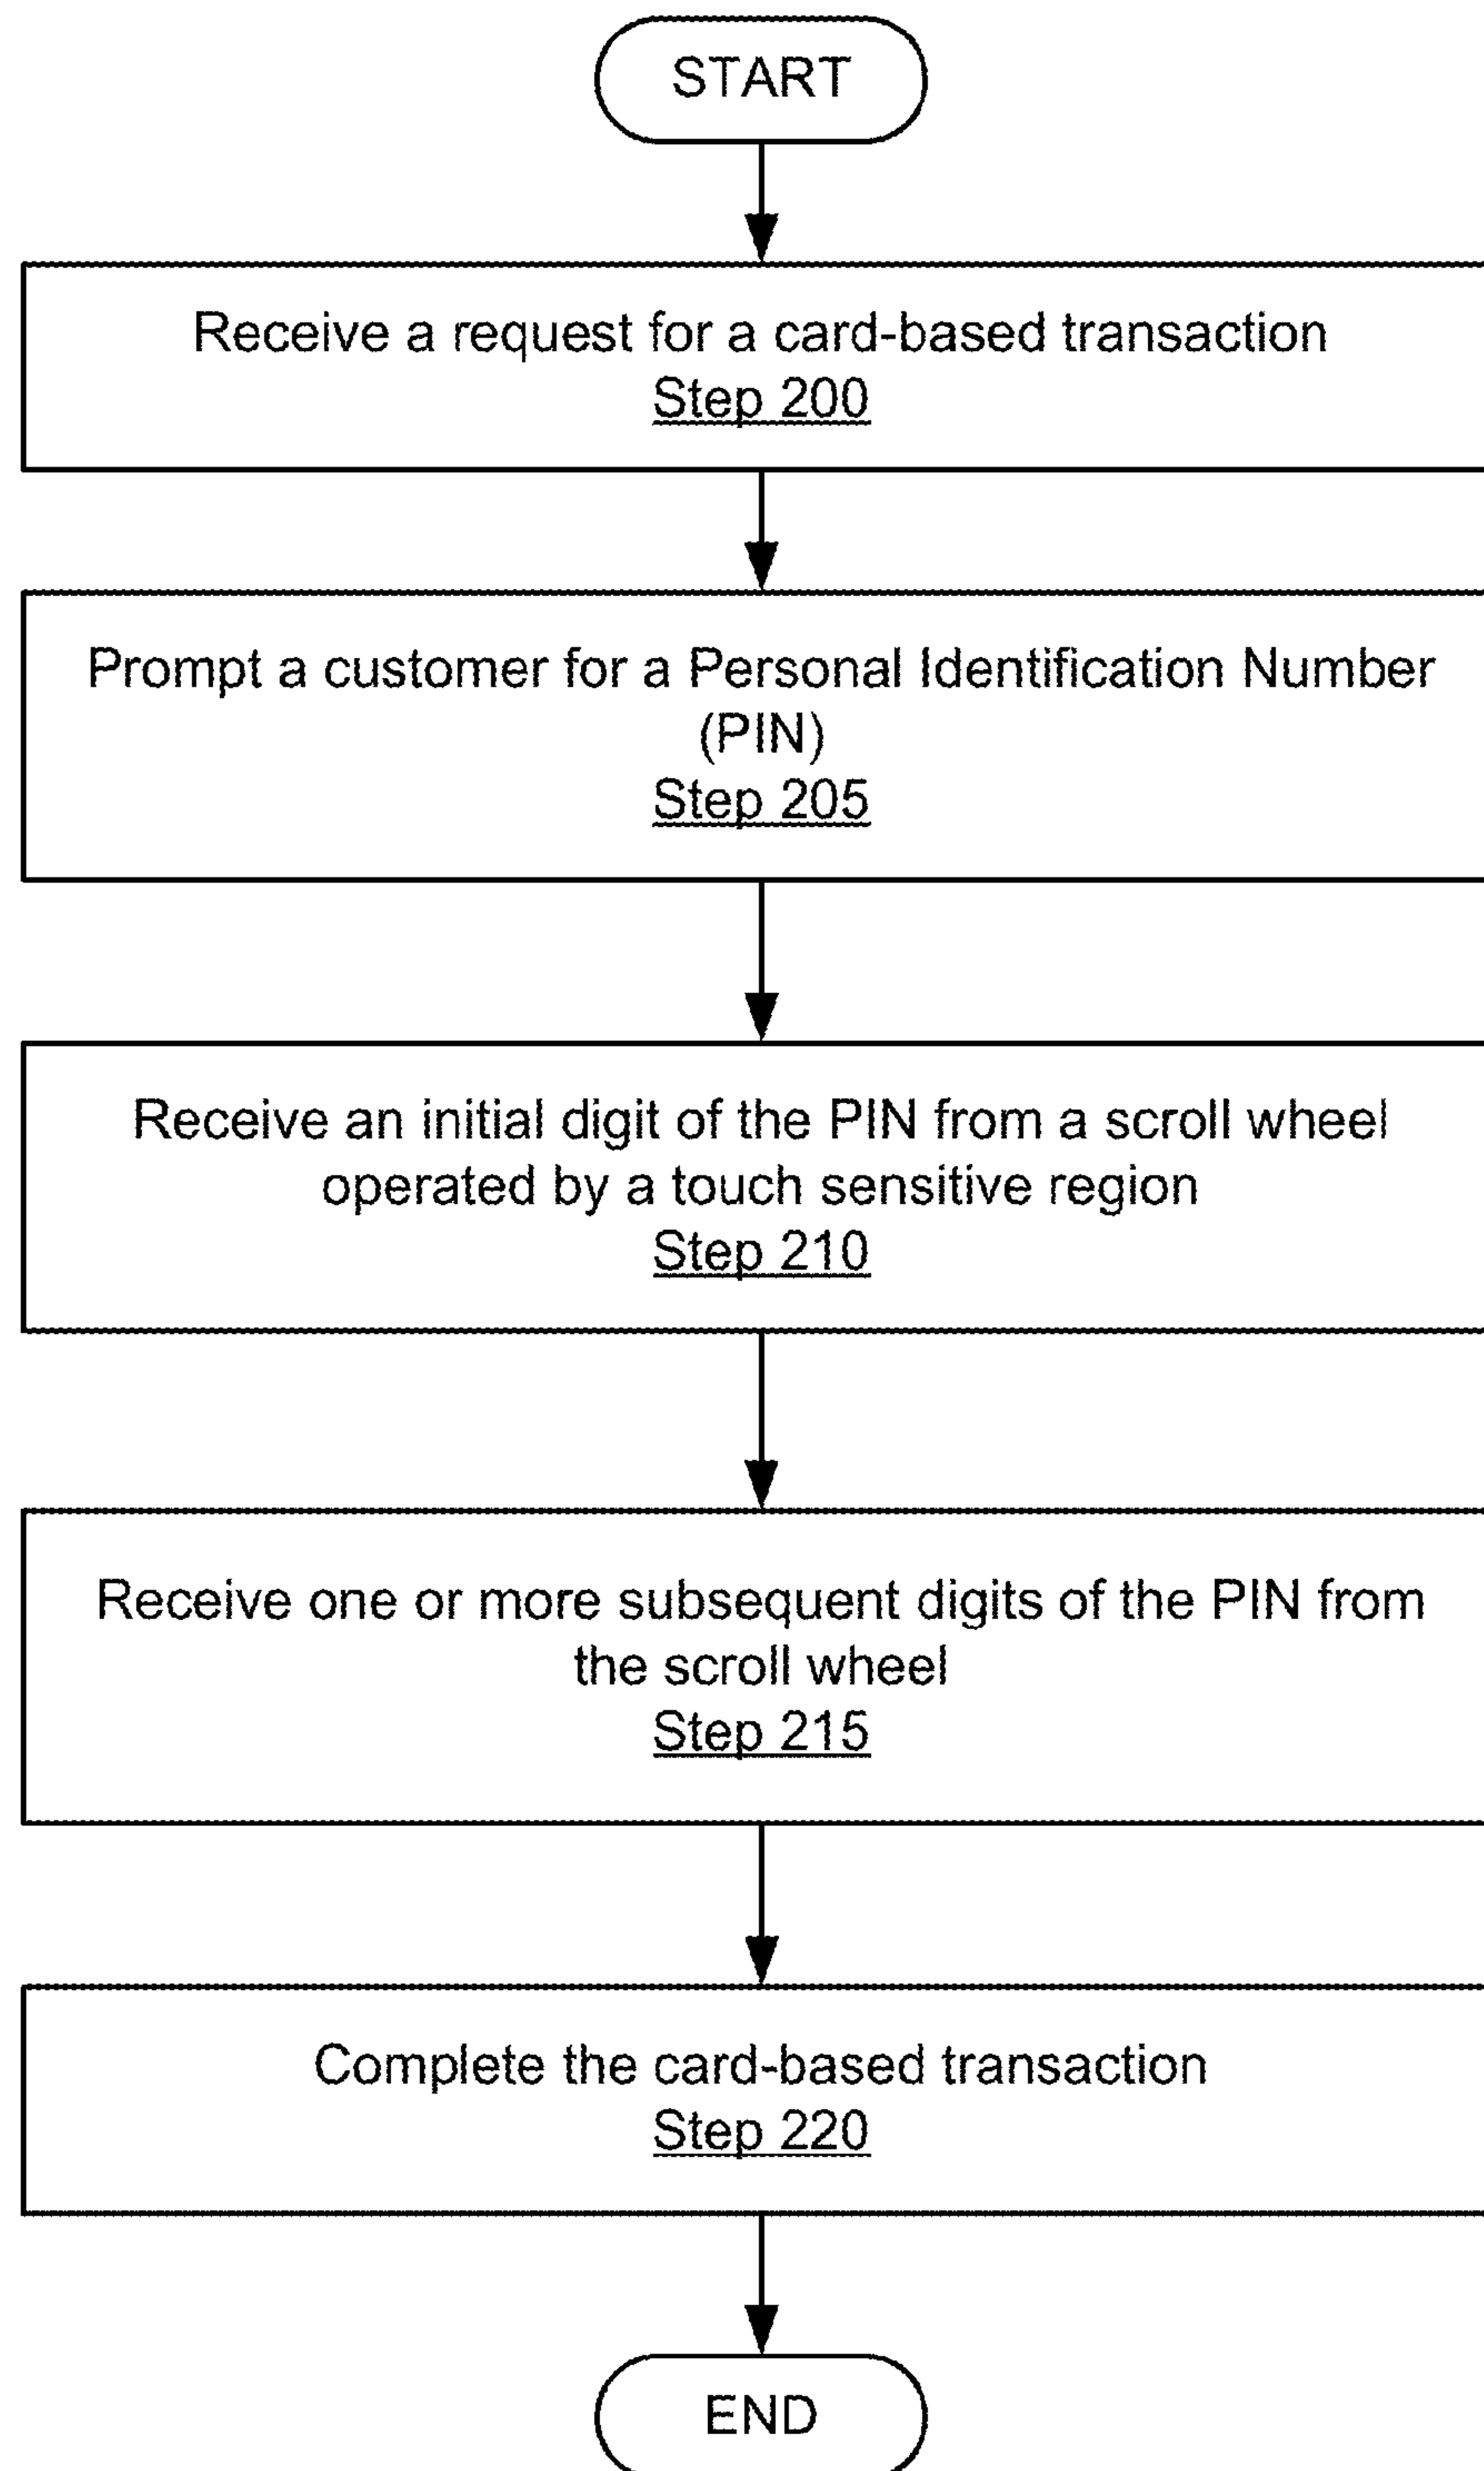 START
Receive a request for a card-based transaction
Step 200
Prompt a customer for a Personal Identification Number
(PIN)
Step 205
Receive an initial digit of the PIN from a scroll wheel
operated by a touch sensitive region
Step 210
Receive one or more subsequent digits of the PIN from
the scroll wheel
Step 215
Complete the card-based transaction
Step 220
END